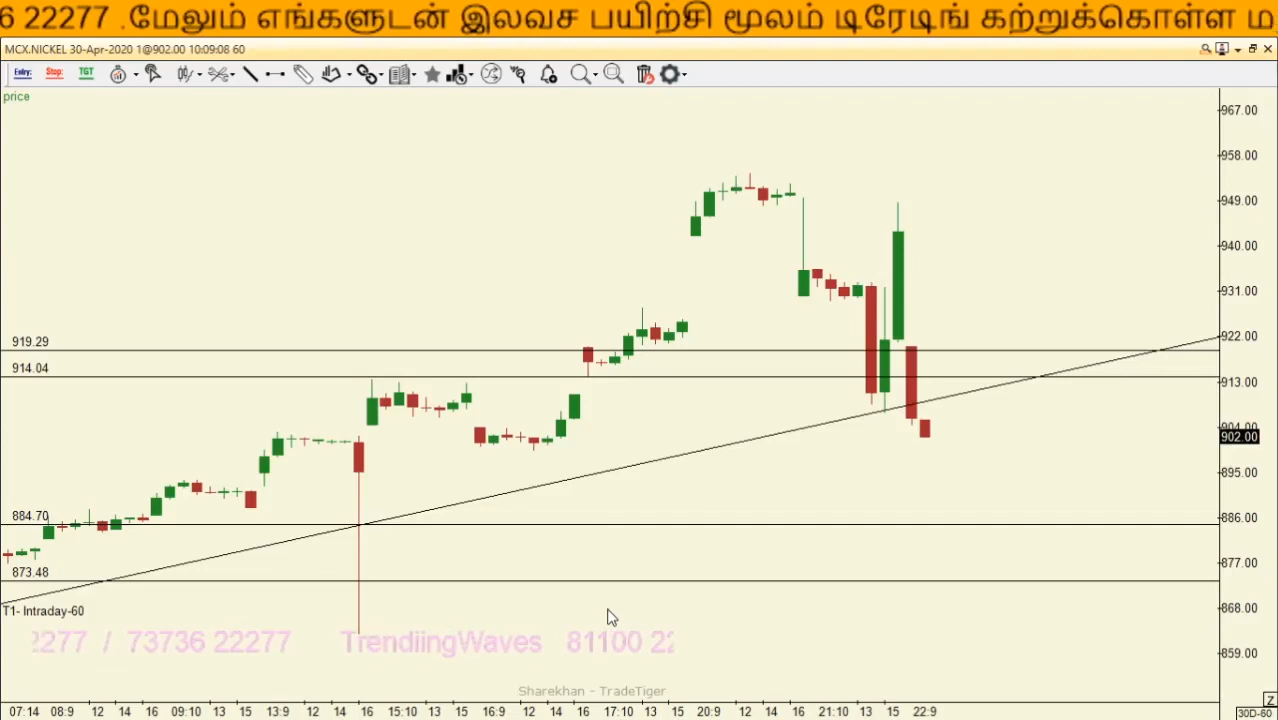 6 22277 .மேலும் எங்களுடன் இலவச பயிற்சி மூலம் டிரேடிங் கற்றுக்கொள்ள ம
MCX.NICKEL 30-Apr-2020 1@902.00 10:09:08 60
Entry: Stop: TGT
price
967.00
958.00
949.00
940.00
931.00
922.00
919.29
914.04
913.00
904.00
902.00
895.00
886.00
884.70
877.00
873.48
868.00
T1- Intraday-60
2277 / 73736 22277 TrendiingWaves 81100 22
859.00
Sharekhan - TradeTiger
Z
07:14 08:9 12 14 16 09:10 13 15 13:9 12 14 16 15:10 13 15 16:9 12 14 16 17:10 13 15 20:9 12 14 16 21:10 13 15 22:9
30D-60